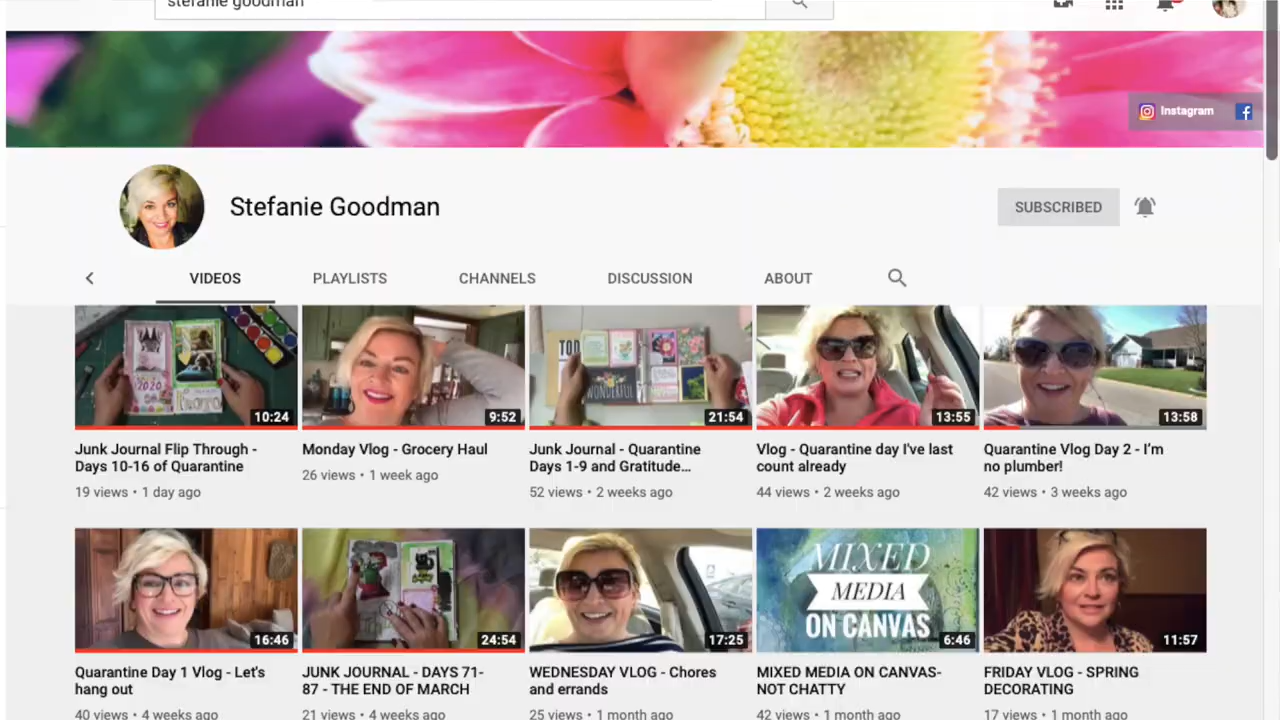 stefanie goodman
Instagram
Stefanie Goodman
SUBSCRIBED
VIDEOS PLAYLISTS CHANNELS DISCUSSION ABOUT
2020
TOD
WONDERFUL
10:24 9:52 21:54 13:55 13:58
Junk Journal Flip Through - Days 10-16 of Quarantine
19 views • 1 day ago
Monday Vlog - Grocery Haul
26 views • 1 week ago
Junk Journal - Quarantine Days 1-9 and Gratitude...
52 views • 2 weeks ago
Vlog - Quarantine day I've last count already
44 views • 2 weeks ago
Quarantine Vlog Day 2 - I'm no plumber!
42 views • 3 weeks ago
MIXED
MEDIA
ON CANVAS
16:46 24:54 17:25 6:46 11:57
Quarantine Day 1 Vlog - Let's hang out
40 views • 4 weeks ago
JUNK JOURNAL - DAYS 71-87 - THE END OF MARCH
21 views • 4 weeks ago
WEDNESDAY VLOG - Chores and errands
25 views • 1 month ago
MIXED MEDIA ON CANVAS- NOT CHATTY
42 views • 1 month ago
FRIDAY VLOG - SPRING DECORATING
17 views • 1 month ago